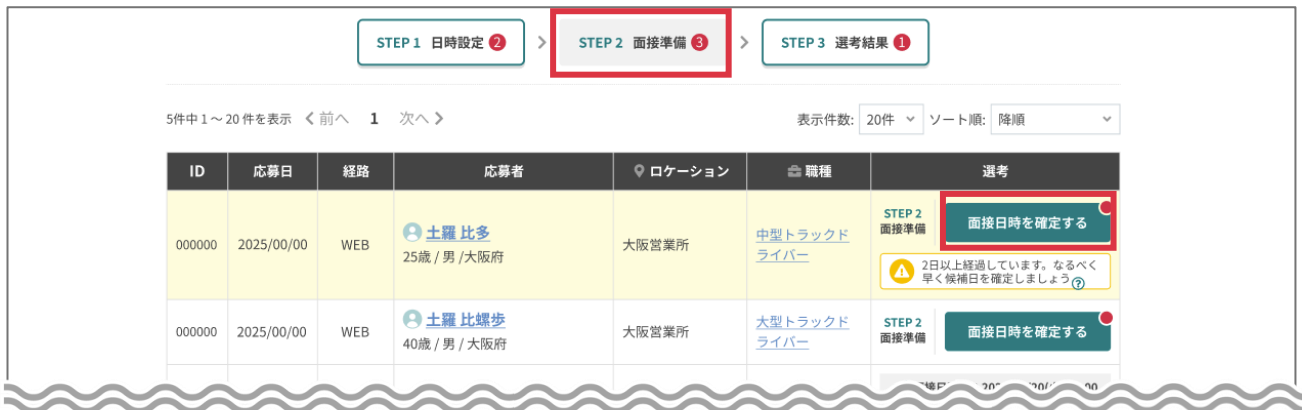 STEP 1 日時設定 2
STEP 2 面接準備 3
STEP 3 選考結果 1
5件中 1 ~ 20 件を表示 前へ 1 次へ
表示件数: 20件 ソート順: 降順
ID 応募日 経路 応募者 ロケーション 職種 選考
000000 2025/00/00 WEB
土羅 比多
25歳 / 男 /大阪府
大阪営業所
中型トラックド
ライバー
STEP 2
面接準備
面接日時を確定する
2日以上経過しています。なるべく
早く候補日を確定しましょう ?
000000 2025/00/00 WEB
土羅 比螺歩
40歳 / 男 / 大阪府
大阪営業所
大型トラックド
ライバー
STEP 2
面接準備
面接日時を確定する